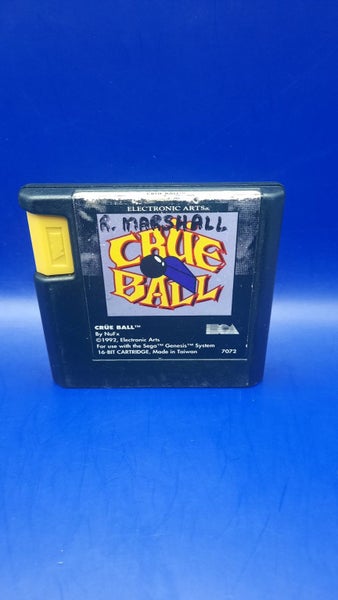 ELECTRONIC ARTS®
R. MARSHALL
CRÜE
BALL
CRÜE BALL™
By NuFx
©1992, Electronic Arts
For use with the Sega™ Genesis™ System
16-BIT CARTRIDGE, Made in Taiwan 7072